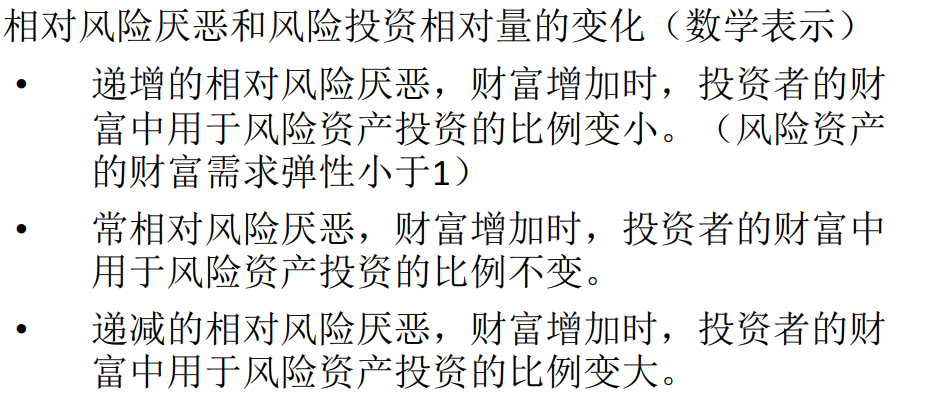 相对风险厌恶和风险投资相对量的变化（数学表示）
• 递增的相对风险厌恶，财富增加时，投资者的财
富中用于风险资产投资的比例变小。（风险资产
的财富需求弹性小于1）
• 常相对风险厌恶，财富增加时，投资者的财富中
用于风险资产投资的比例不变。
• 递减的相对风险厌恶，财富增加时，投资者的财
富中用于风险资产投资的比例变大。